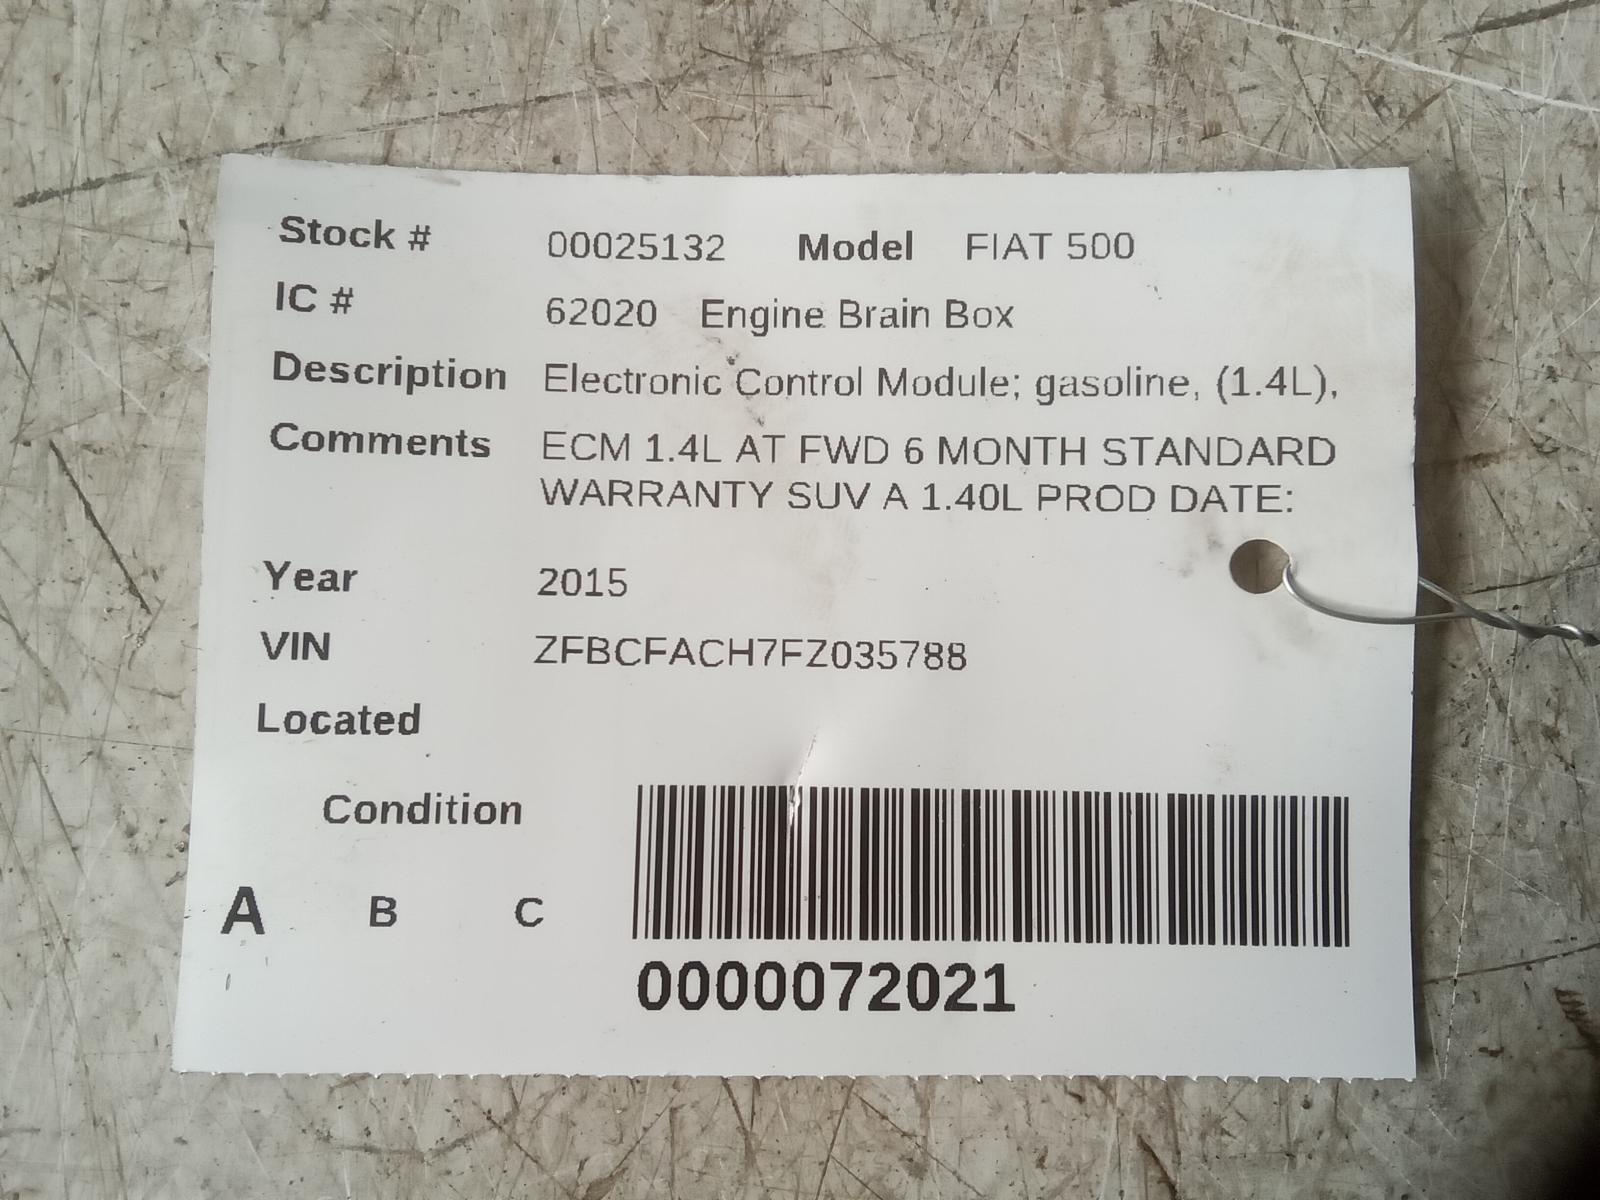 Stock # 00025132 Model FIAT 500
IC # 62020 Engine Brain Box
Description Electronic Control Module; gasoline, (1.4L),
Comments ECM 1.4L AT FWD 6 MONTH STANDARD
WARRANTY SUV A 1.40L PROD DATE:
Year 2015
VIN ZFBCFACH7FZ035788
Located
Condition
A B C
0000072021